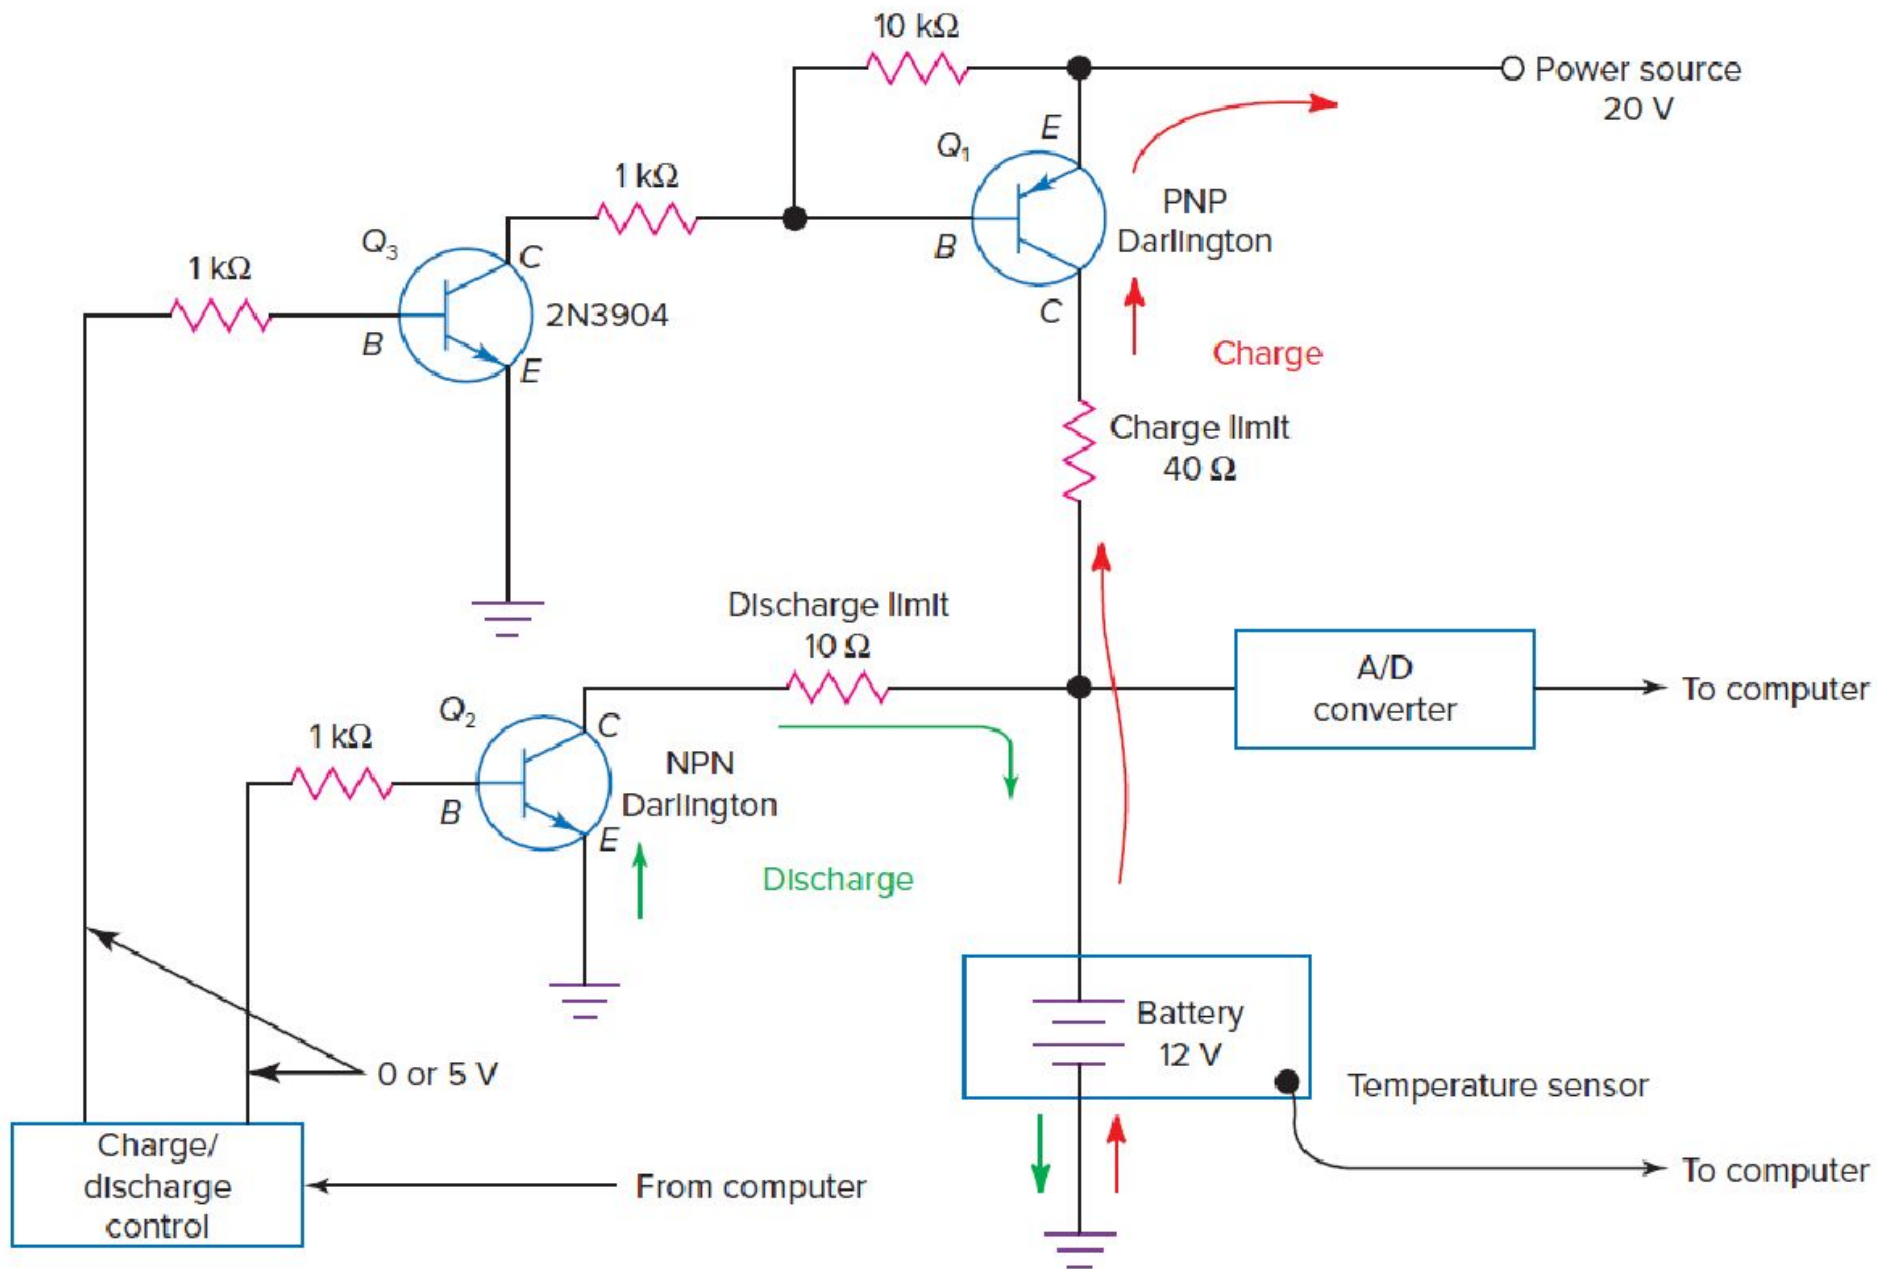 10 kΩ
Power source
20 V
E
Q1
1 kΩ
PNP
Darlington
B
Q3
C
1 kΩ
2N3904
C
B
E
Charge
Charge limit
40 Ω
Discharge limit
10 Ω
A/D
converter
To computer
Q2
C
1 kΩ
NPN
Darlington
B
E
Discharge
Battery
12 V
0 or 5 V
Temperature sensor
Charge/
discharge
control
From computer
To computer